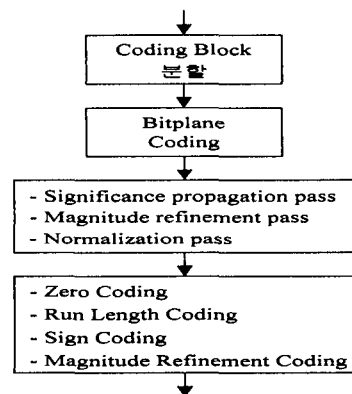 Coding Block
분할
Bitplane
Coding
- Significance propagation pass
- Magnitude refinement pass
- Normalization pass
- Zero Coding
- Run Length Coding
- Sign Coding
- Magnitude Refinement Coding